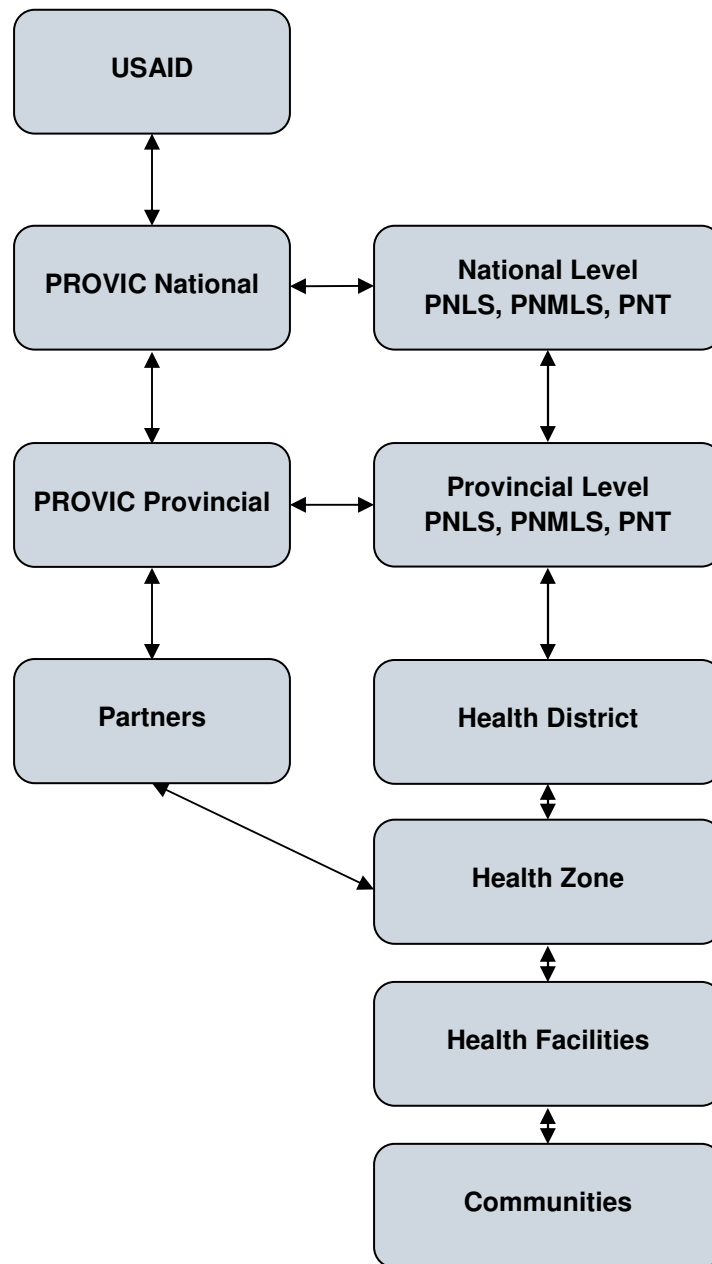 USAID
PROVIC National
National Level
PNLS, PNMLS, PNT
PROVIC Provincial
Provincial Level
PNLS, PNMLS, PNT
Partners
Health District
Health Zone
Health Facilities
Communities